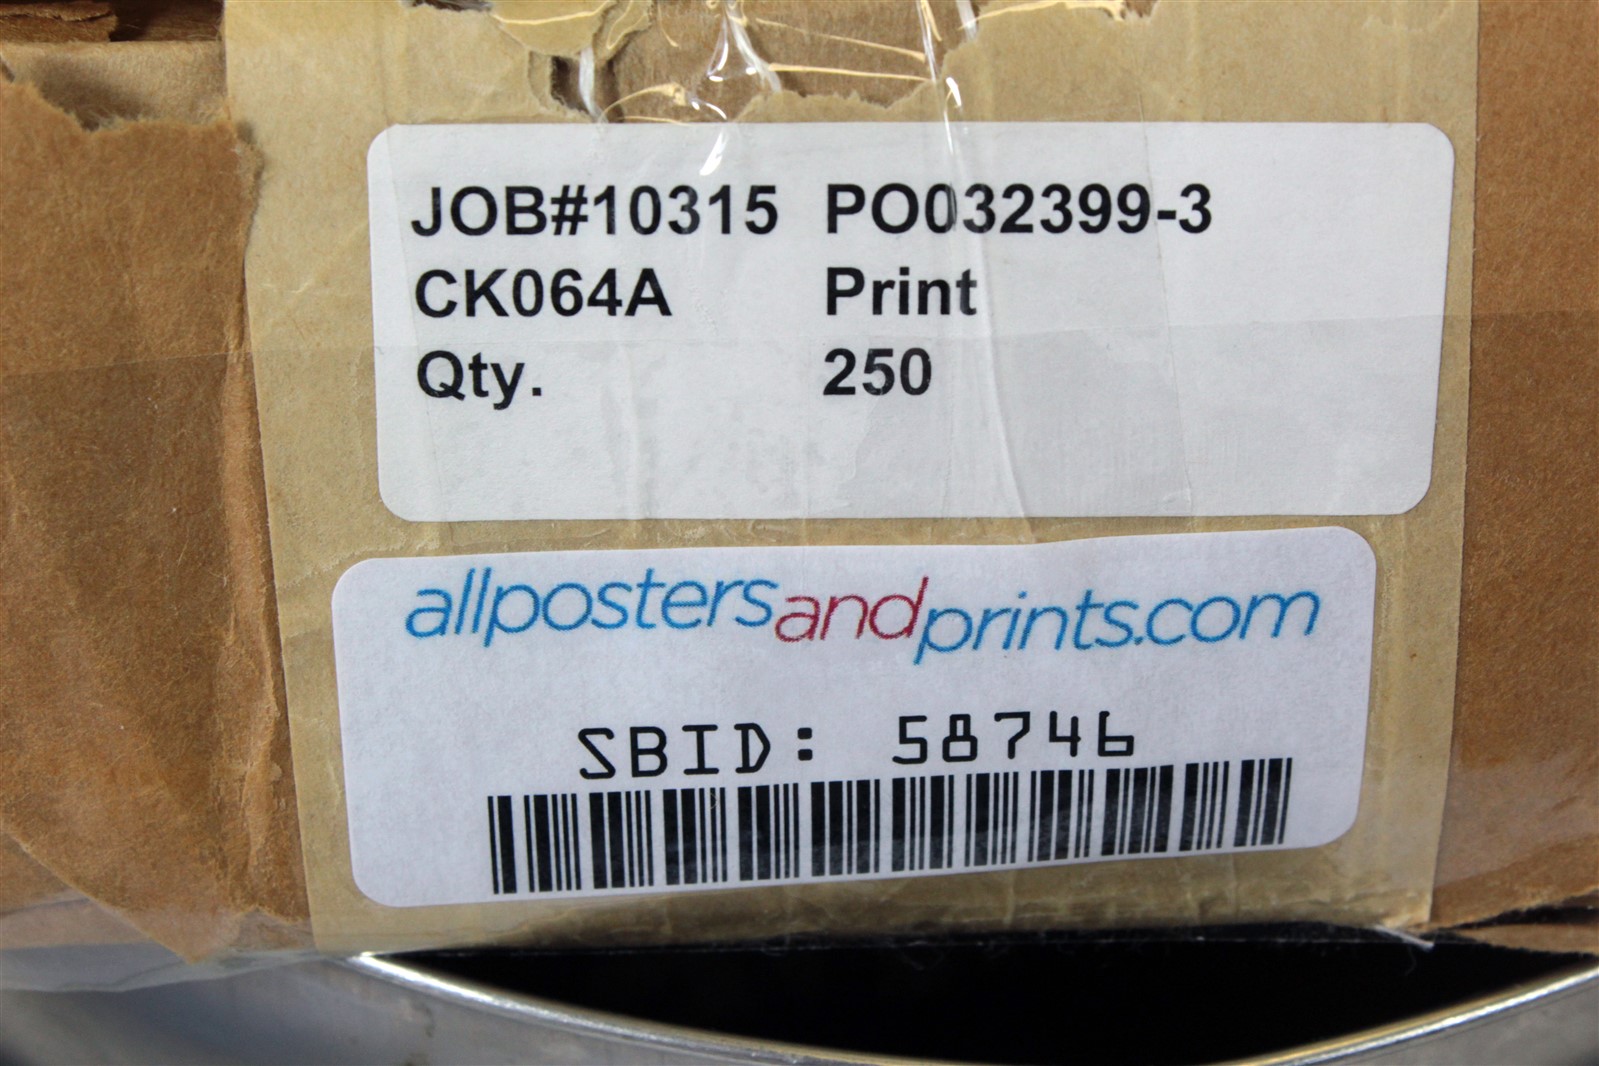 JOB#10315 PO032399-3
CK064A Print
Qty. 250
allpostersandprints.com
SBID: 58746